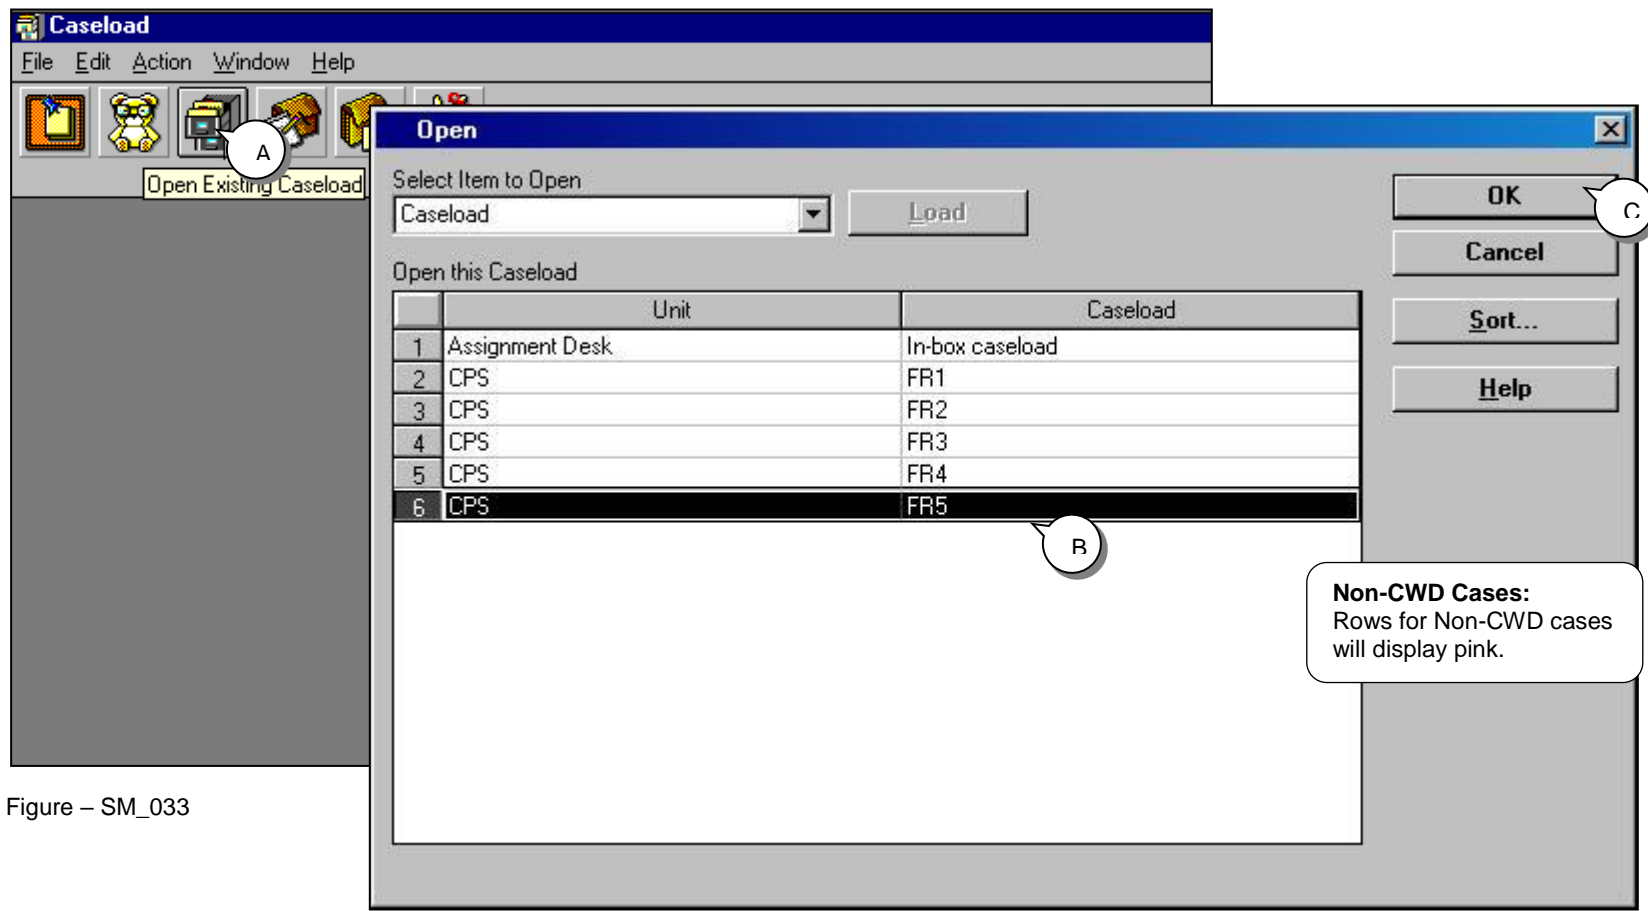 Caseload
File Edit Action Window Help
A
Open Existing Caseload
Open
Select Item to Open
Caseload
Load
OK
C
Cancel
Open this Caseload
Sort...
Help
Unit Caseload
1 Assignment Desk In-box caseload
2 CPS FR1
3 CPS FR2
4 CPS FR3
5 CPS FR4
6 CPS FR5
B
Non-CWD Cases:
Rows for Non-CWD cases
will display pink.
Figure – SM_033